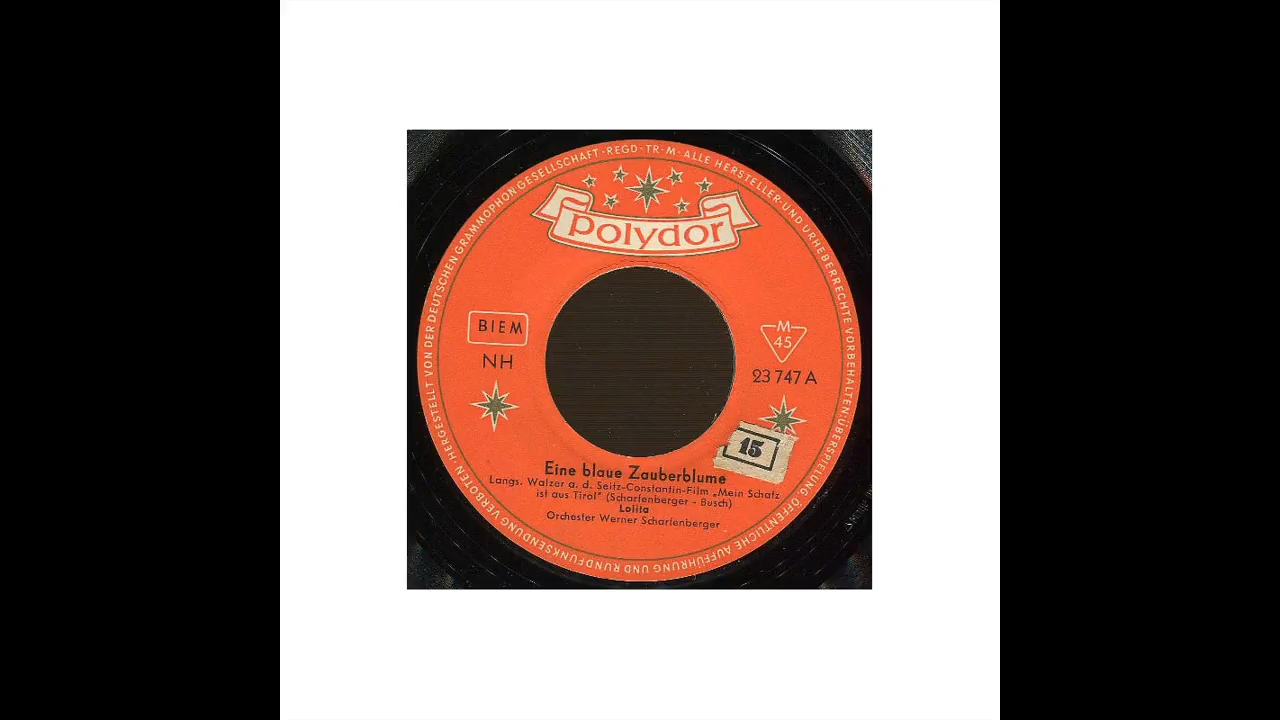 HERGESTELLT VON DER DEUTSCHEN GRAMMOPHON GESELLSCHAFT · REGD · TR · M · ALLE HERSTELLER- UND URHEBERRECHTE VORBEHALTEN: ÜBERSPIELUNG, ÖFFENTLICHE AUFFÜHRUNG UND RUNDFUNKSENDUNG VERBOTEN ·
polydor
BIEM
NH
M
45
23 747 A
15
Eine blaue Zauberblume
Langs. Walzer a. d. Seitz-Constantin-Film „Mein Schatz
ist aus Tirol" (Scharfenberger - Busch)
Lolita
Orchester Werner Scharfenberger